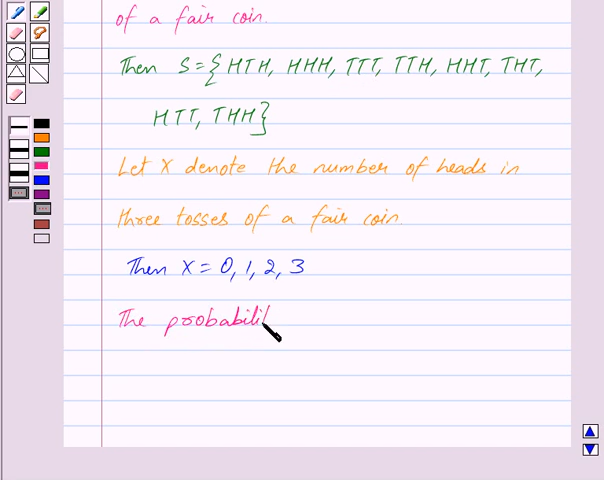 of a fair coin.
Then S={HTH, HHH, TTT, TTH, HHT, THT,
HTT, THH}
Let X denote the number of heads in
three tosses of a fair coin.
Then X = 0, 1, 2, 3
The probabilit